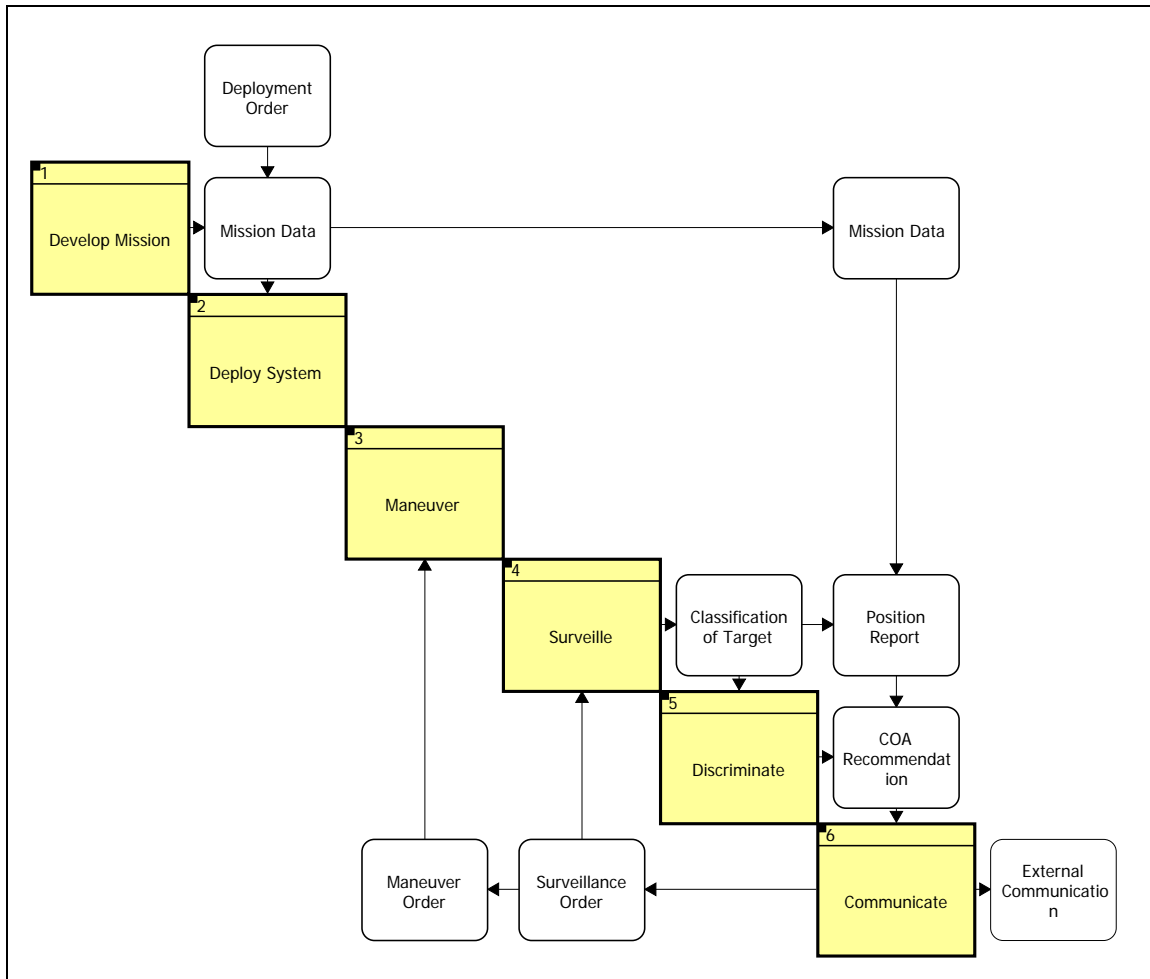 Deployment
Order
1
Develop Mission
Mission Data
Mission Data
2
Deploy System
3
Maneuver
4
Surveille
Classification
of Target
Position
Report
5
Discriminate
COA
Recommendat
ion
6
Communicate
Maneuver
Order
Surveillance
Order
External
Communicatio
n